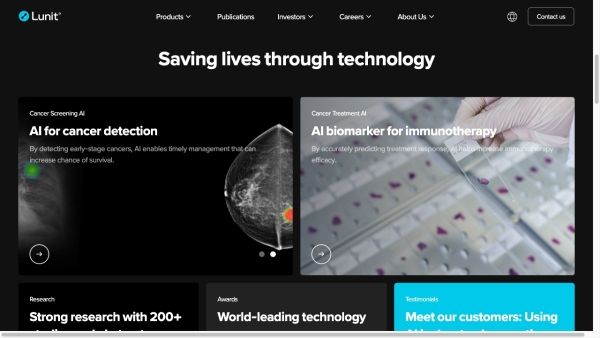 Lunit
Products
Publications
Investors
Careers
About Us
Contact us
Saving lives through technology
Cancer Screening AI
AI for cancer detection
By detecting early-stage cancers, AI enables timely management that can
increase chance of survival.
Cancer Treatment AI
AI biomarker for immunotherapy
By accurately predicting treatment response, AI helps increase immunotherapy
efficacy.
Research
Strong research with 200+
Awards
World-leading technology
Testimonials
Meet our customers: Using